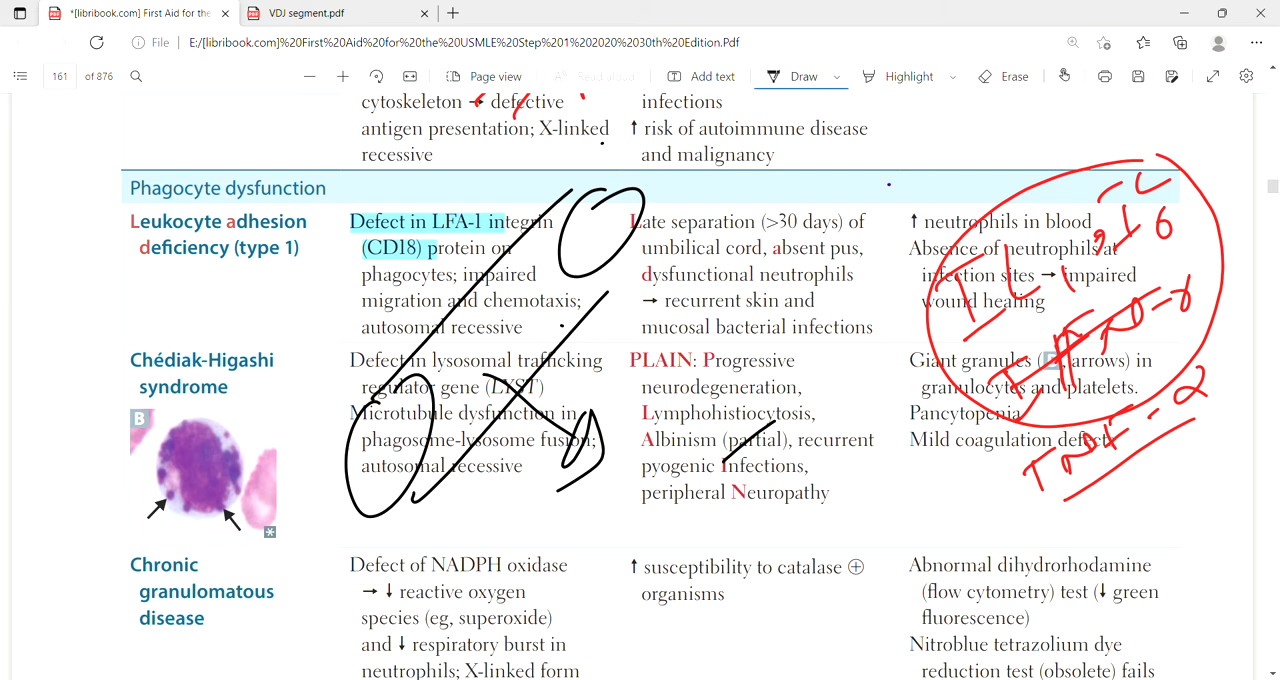 *[libribook.com] First Aid for the
VDJ segment.pdf
File
E:/[libribook.com]%20First%20Aid%20for%20the%20USMLE%20Step%201%202020%2030th%20Edition.Pdf
161 of 876
Page view
Read aloud
Add text
Draw
Highlight
Erase
cytoskeleton → defective
antigen presentation; X-linked
recessive
infections
↑ risk of autoimmune disease
and malignancy
Phagocyte dysfunction
Leukocyte adhesion
deficiency (type 1)
Defect in LFA-1 integrin
(CD18) protein on
phagocytes; impaired
migration and chemotaxis;
autosomal recessive
Late separation (>30 days) of
umbilical cord, absent pus,
dysfunctional neutrophils
→ recurrent skin and
mucosal bacterial infections
↑ neutrophils in blood
Absence of neutrophils at
infection sites → impaired
wound healing
Chédiak-Higashi
syndrome
B
Defect in lysosomal trafficking
regulator gene (LYST)
Microtubule dysfunction in
phagosome-lysosome fusion;
autosomal recessive
PLAIN: Progressive
neurodegeneration,
Lymphohistiocytosis,
Albinism (partial), recurrent
pyogenic Infections,
peripheral Neuropathy
Giant granules (B, arrows) in
granulocytes and platelets.
Pancytopenia
Mild coagulation defects
Chronic
granulomatous
disease
Defect of NADPH oxidase
→ ↓ reactive oxygen
species (eg, superoxide)
and ↓ respiratory burst in
neutrophils; X-linked form
↑ susceptibility to catalase ⊕
organisms
Abnormal dihydrorhodamine
(flow cytometry) test (↓ green
fluorescence)
Nitroblue tetrazolium dye
reduction test (obsolete) fails
IL 1, IL
6